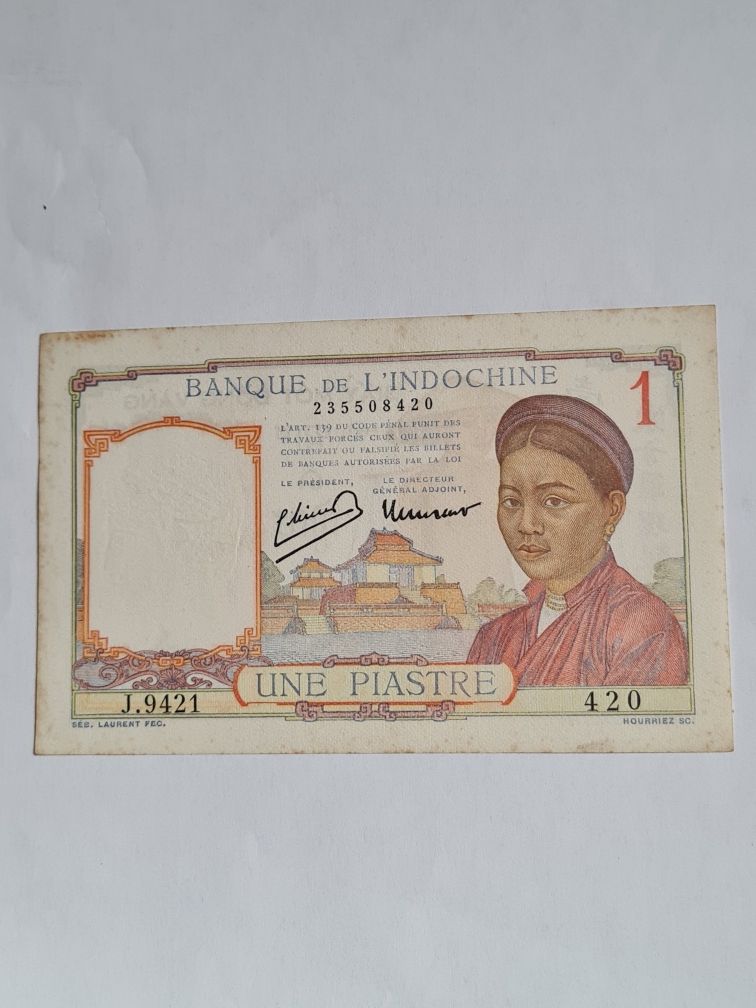 BANQUE DE L'INDOCHINE
1
235508420
L'ART. 139 DU CODE PÉNAL PUNIT DES
TRAVAUX FORCÉS CEUX QUI AURONT
CONTREFAIT OU FALSIFIÉ LES BILLETS
DE BANQUES AUTORISÉES PAR LA LOI
LE PRÉSIDENT,
LE DIRECTEUR
GÉNÉRAL ADJOINT,
UNE PIASTRE
J.9421
420
SÉB. LAURENT FEC.
HOURRIEZ SC.